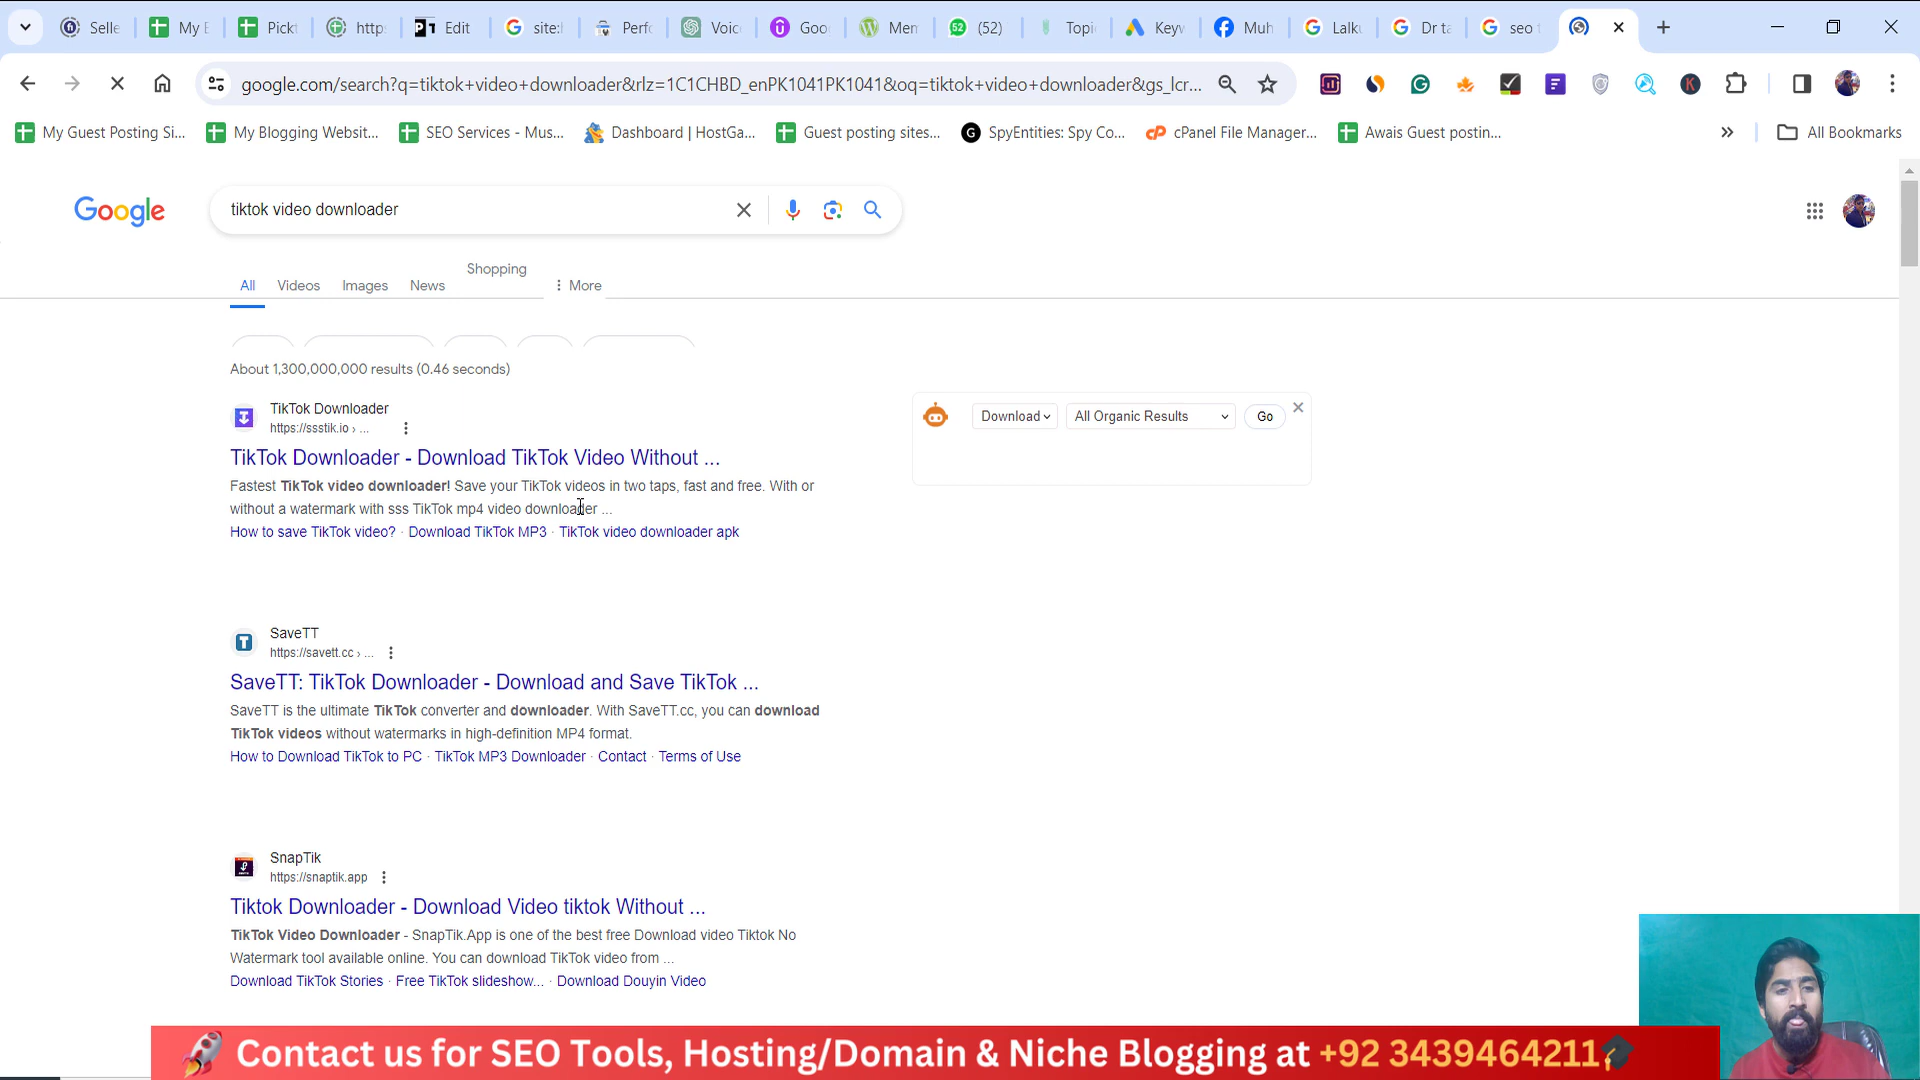 Selle
My E
Pickt
http:
Edit
site:l
Perfo
Voic
Goo
Men
(52)
Topi
Keyw
Muh
Lalku
Dr ta
seo t
google.com/search?q=tiktok+video+downloader&rlz=1C1CHBD_enPK1041PK1041&oq=tiktok+video+downloader&gs_lcr...
My Guest Posting Si...
My Blogging Websit...
SEO Services - Mus...
Dashboard | HostGa...
Guest posting sites...
SpyEntities: Spy Co...
cPanel File Manager...
Awais Guest postin...
All Bookmarks
Google
tiktok video downloader
All
Videos
Images
News
Shopping
More
About 1,300,000,000 results (0.46 seconds)
TikTok Downloader
https://ssstik.io › ...
TikTok Downloader - Download TikTok Video Without ...
Fastest TikTok video downloader! Save your TikTok videos in two taps, fast and free. With or
without a watermark with sss TikTok mp4 video downloader ...
How to save TikTok video? · Download TikTok MP3 · TikTok video downloader apk
Download
All Organic Results
Go
SaveTT
https://savett.cc › ...
SaveTT: TikTok Downloader - Download and Save TikTok ...
SaveTT is the ultimate TikTok converter and downloader. With SaveTT.cc, you can download
TikTok videos without watermarks in high-definition MP4 format.
How to Download TikTok to PC · TikTok MP3 Downloader · Contact · Terms of Use
SnapTik
https://snaptik.app
Tiktok Downloader - Download Video tiktok Without ...
TikTok Video Downloader - SnapTik.App is one of the best free Download video Tiktok No
Watermark tool available online. You can download TikTok video from ...
Download TikTok Stories · Free TikTok slideshow... · Download Douyin Video
Contact us for SEO Tools, Hosting/Domain & Niche Blogging at +92 3439464211